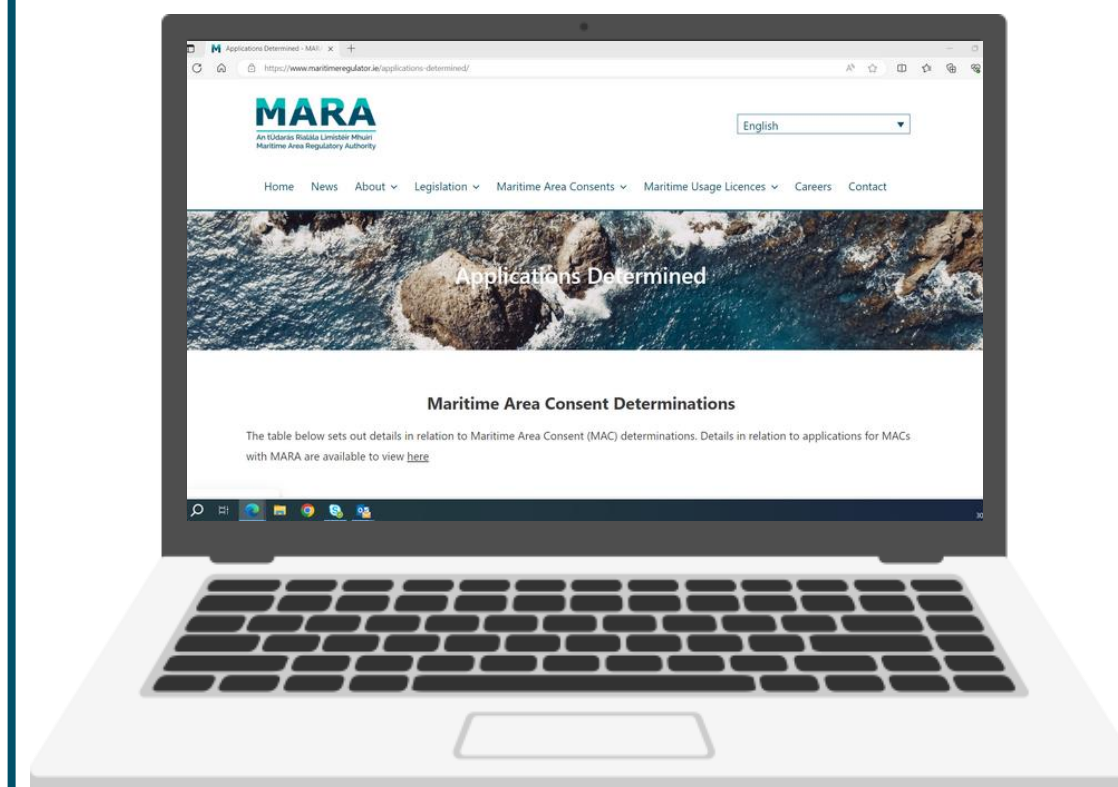 Applications Determined - MAR
https://www.maritimeregulator.ie/applications-determined/
MARA
An tÚdarás Rialála Limistéir Mhuirí
Maritime Area Regulatory Authority
English
Home News About Legislation Maritime Area Consents Maritime Usage Licences Careers Contact
Applications Determined
Maritime Area Consent Determinations
The table below sets out details in relation to Maritime Area Consent (MAC) determinations. Details in relation to applications for MACs
with MARA are available to view here
30